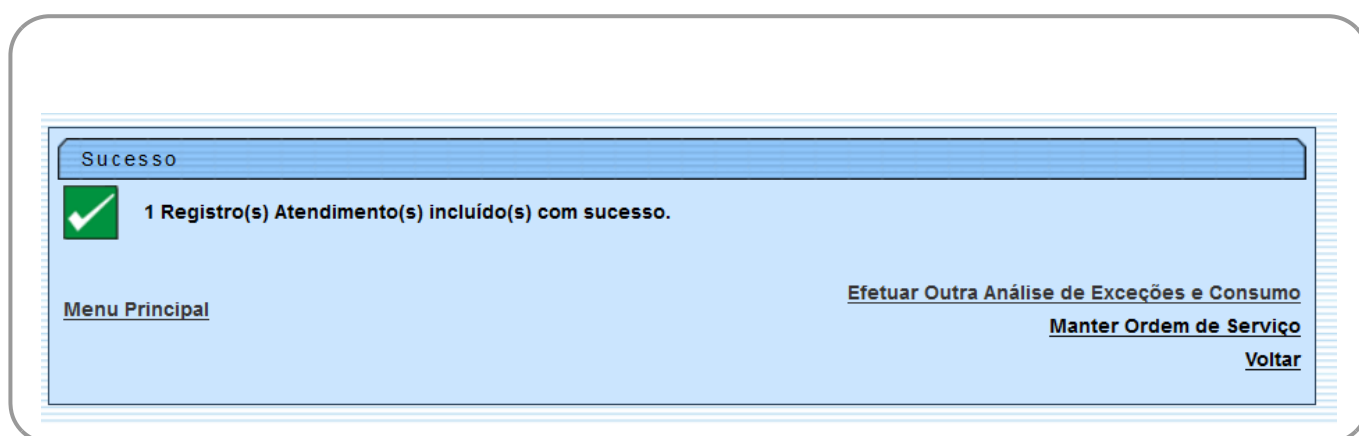 Sucesso
1 Registro(s) Atendimento(s) incluído(s) com sucesso.
Menu Principal
Efetuar Outra Análise de Exceções e Consumo
Manter Ordem de Serviço
Voltar